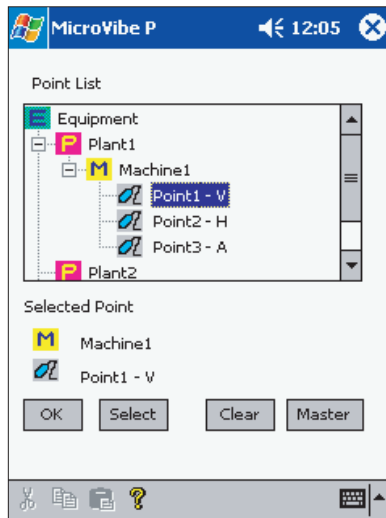 MicroVibe P 12:05
Point List
E Equipment
P Plant1
M Machine1
Point1 - V
Point2 - H
Point3 - A
P Plant2
Selected Point
M Machine1
Point1 - V
OK Select Clear Master